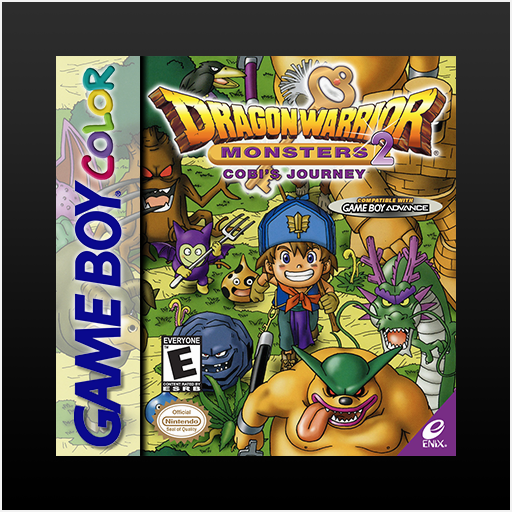 GAME BOY COLOR
DRAGON WARRIOR
MONSTERS 2
COBI'S JOURNEY
COMPATIBLE WITH
GAME BOY ADVANCE
EVERYONE
E
CONTENT RATED BY
ESRB
Official
Nintendo
Seal of Quality
ENIX